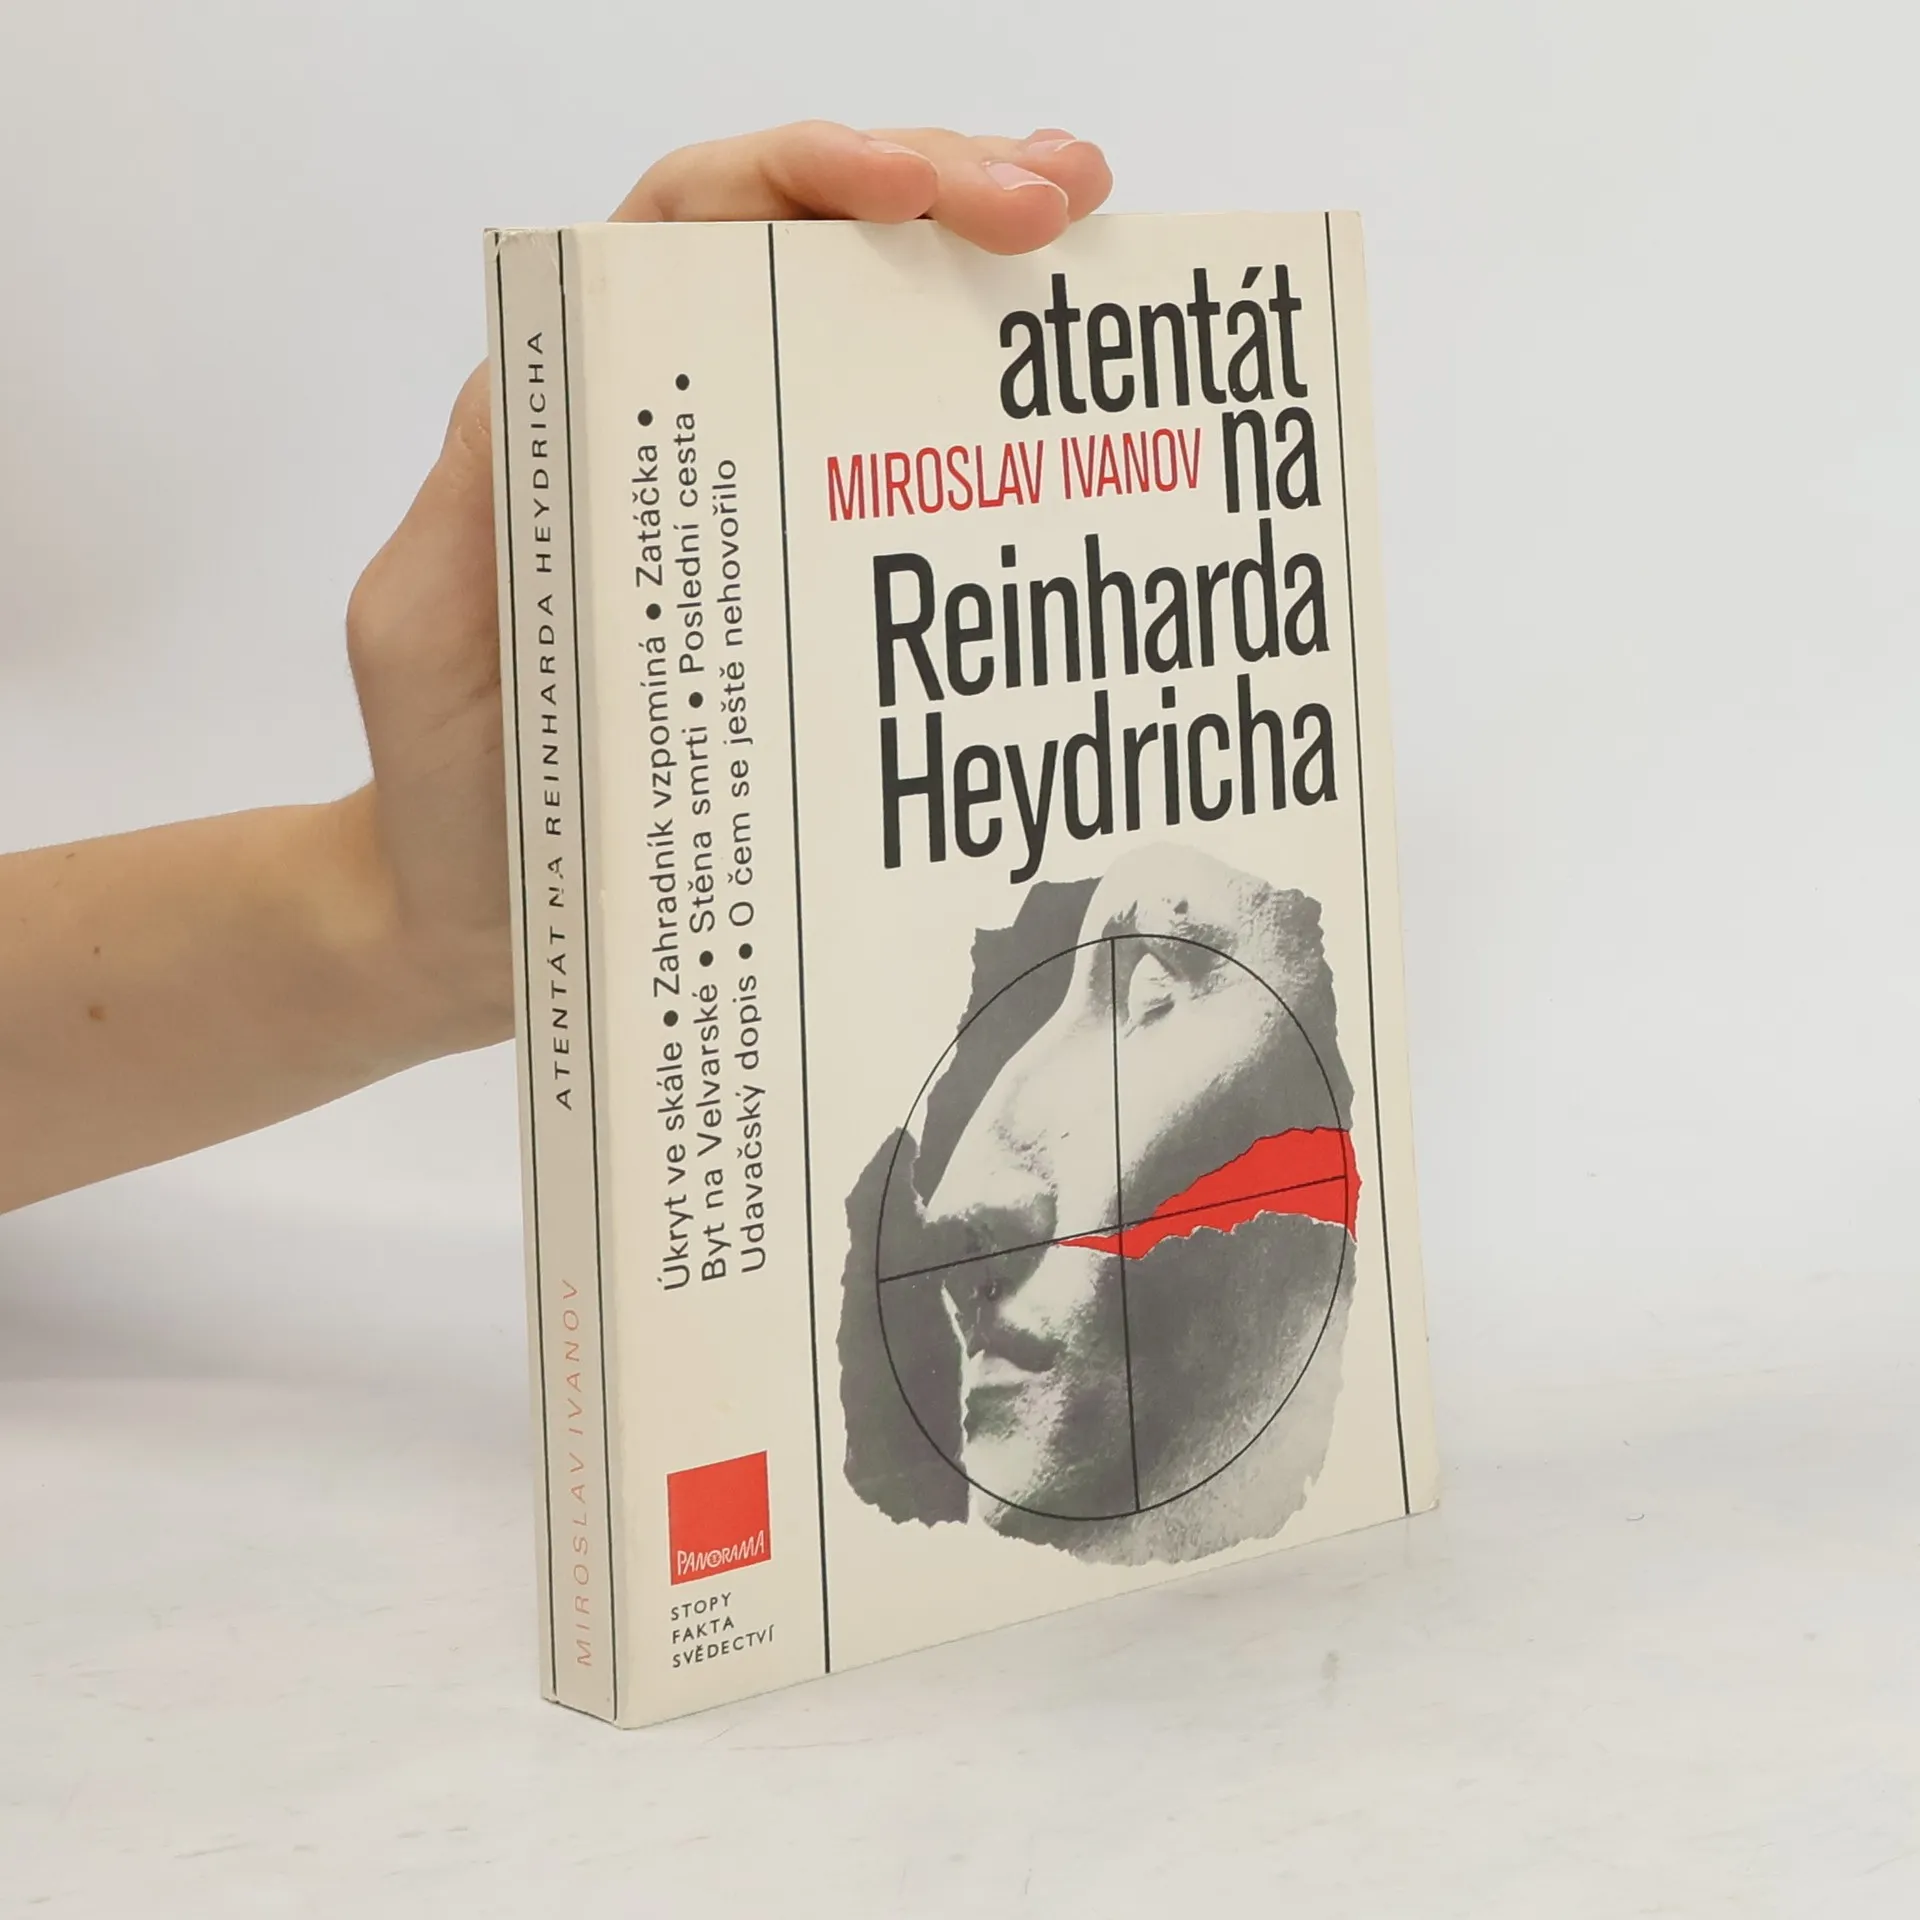 ATENTÁT NA REINHARDA HEYDRICHA
MIROSLAV IVANOV
Úkryt ve skále ● Zahradník vzpomíná ● Zatáčka ●
Byt na Velvarské ● Stěna smrti ● Poslední cesta ●
Udavačský dopis ● O čem se ještě nehovořilo
PANORAMA
STOPY
FAKTA
SVĚDECTVÍ
atentát
MIROSLAV IVANOV na
Reinharda
Heydricha